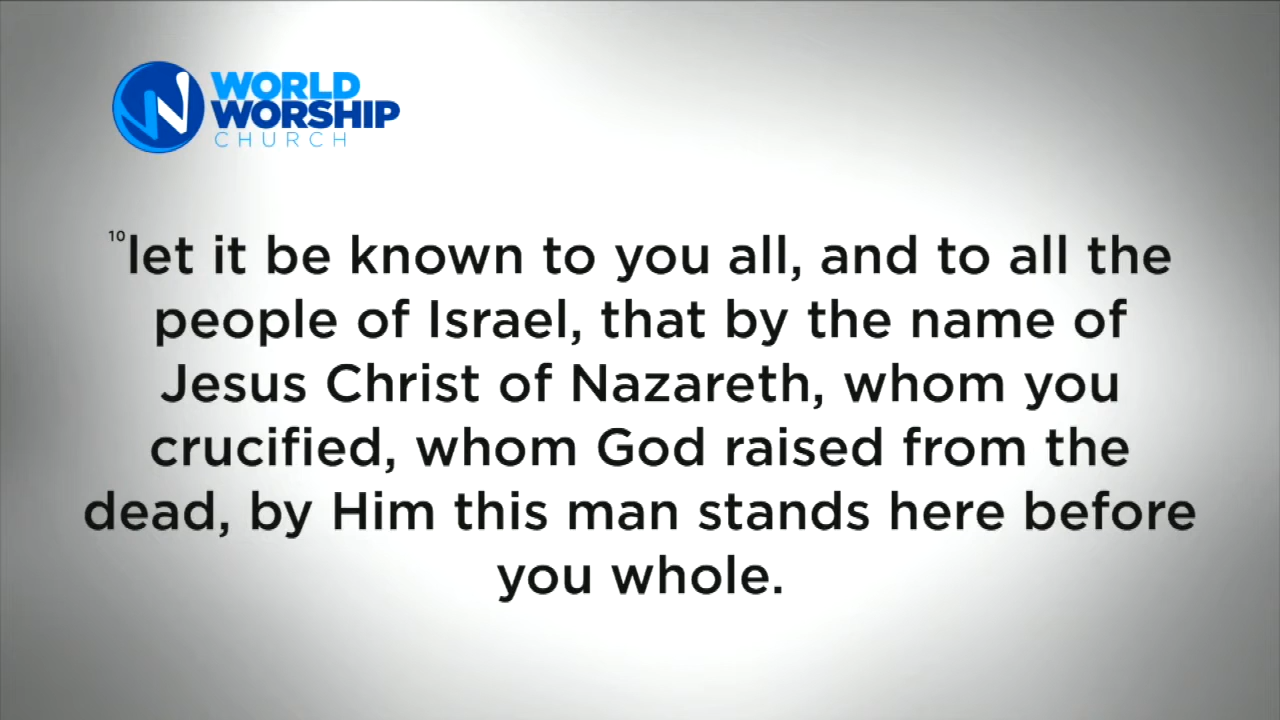 WORLD
WORSHIP
CHURCH
10let it be known to you all, and to all the
people of Israel, that by the name of
Jesus Christ of Nazareth, whom you
crucified, whom God raised from the
dead, by Him this man stands here before
you whole.